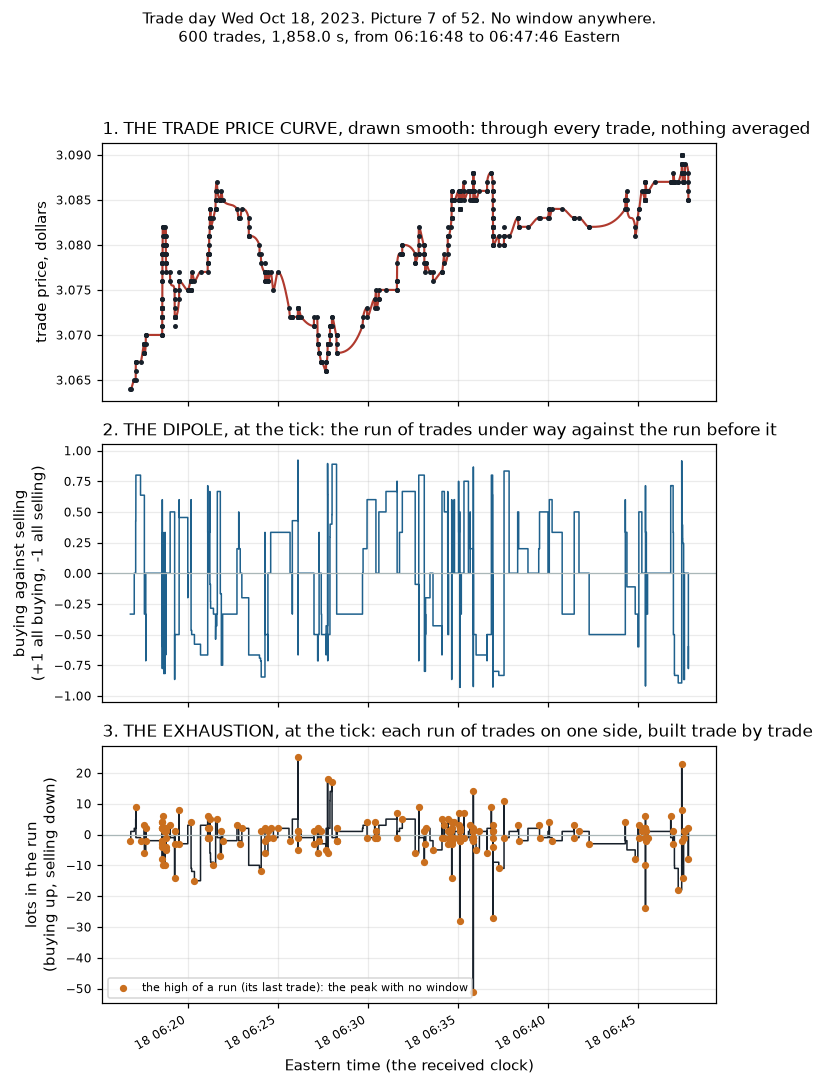 Trade day Wed Oct 18, 2023. Picture 7 of 52. No window anywhere.
600 trades, 1,858.0 s, from 06:16:48 to 06:47:46 Eastern
1. THE TRADE PRICE CURVE, drawn smooth: through every trade, nothing averaged
3.090
3.085
3.080
3.075
3.070
3.065
trade price, dollars
2. THE DIPOLE, at the tick: the run of trades under way against the run before it
1.00
0.75
0.50
0.25
0.00
−0.25
−0.50
−0.75
−1.00
buying against selling
(+1 all buying, -1 all selling)
3. THE EXHAUSTION, at the tick: each run of trades on one side, built trade by trade
20
10
0
−10
−20
−30
−40
−50
lots in the run
(buying up, selling down)
the high of a run (its last trade): the peak with no window
18 06:20
18 06:25
18 06:30
18 06:35
18 06:40
18 06:45
Eastern time (the received clock)